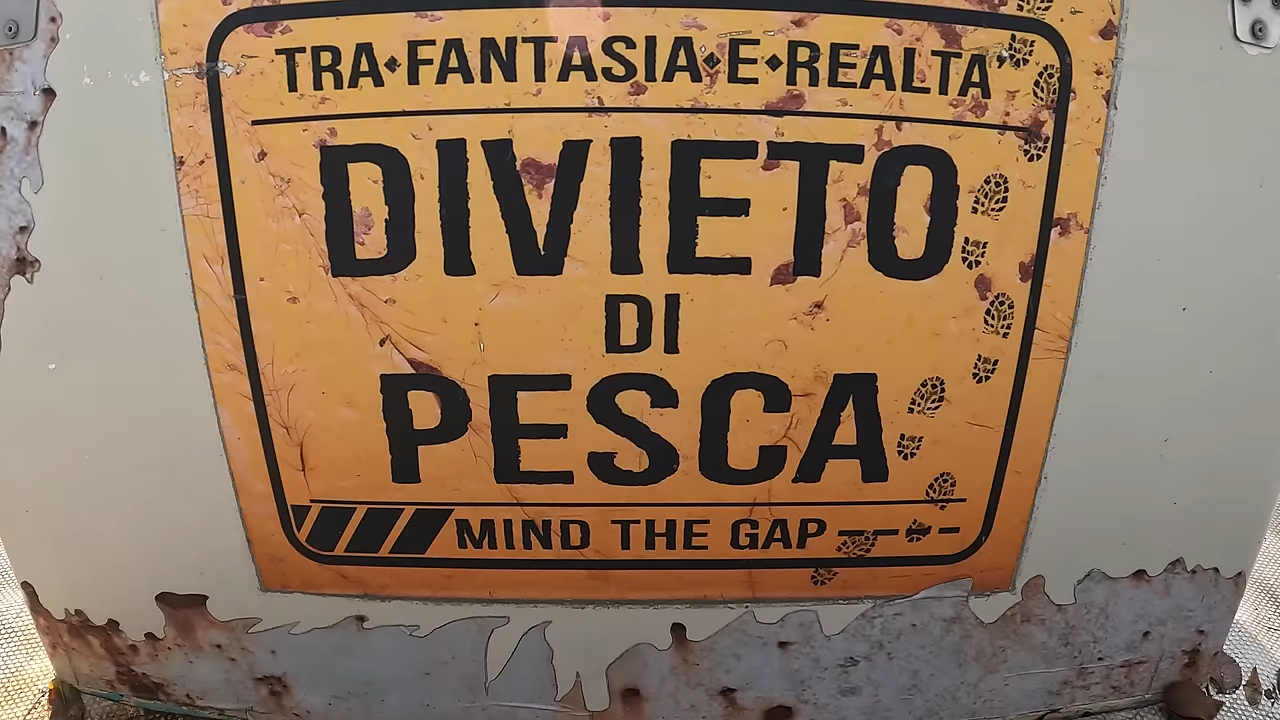 TRA•FANTASIA•E•REALTA'
DIVIETO
DI
PESCA
MIND THE GAP